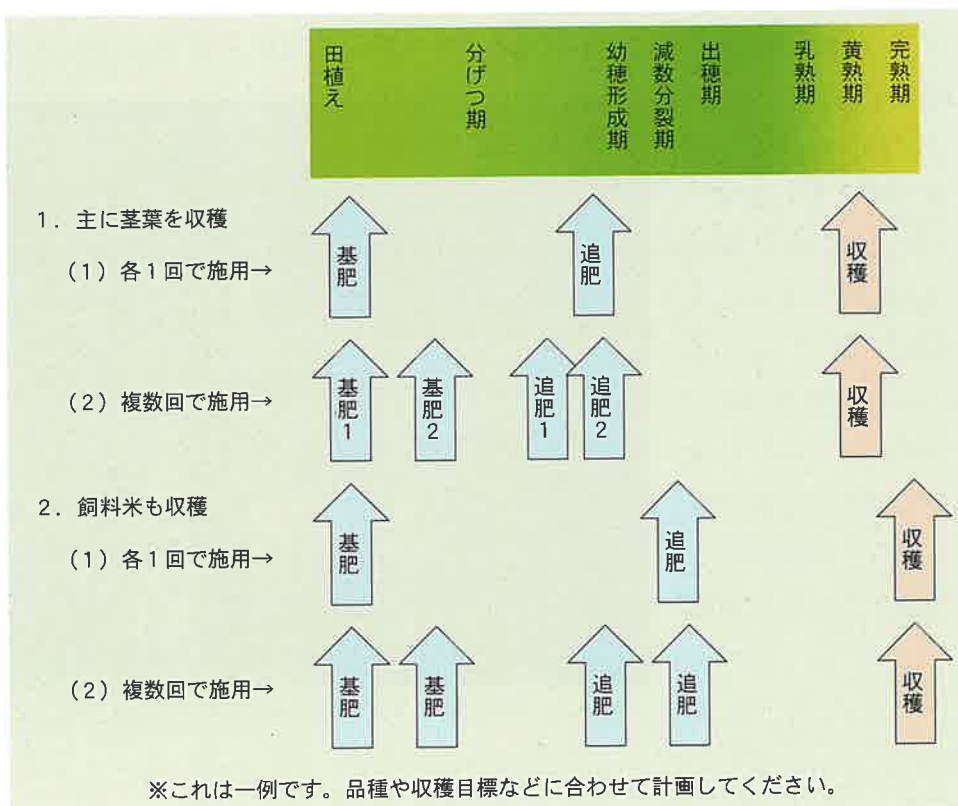 田植え
分げつ期
幼穂形成期
減数分裂期
出穂期
乳熟期
黄熟期
完熟期
1．主に茎葉を収穫
(1)各1回で施用→
基肥
追肥
収穫
(2)複数回で施用→
基肥1
基肥2
追肥1
追肥2
収穫
2．飼料米も収穫
(1)各1回で施用→
基肥
追肥
収穫
(2)複数回で施用→
基肥
基肥
追肥
追肥
収穫
※これは一例です。品種や収穫目標などに合わせて計画してください。